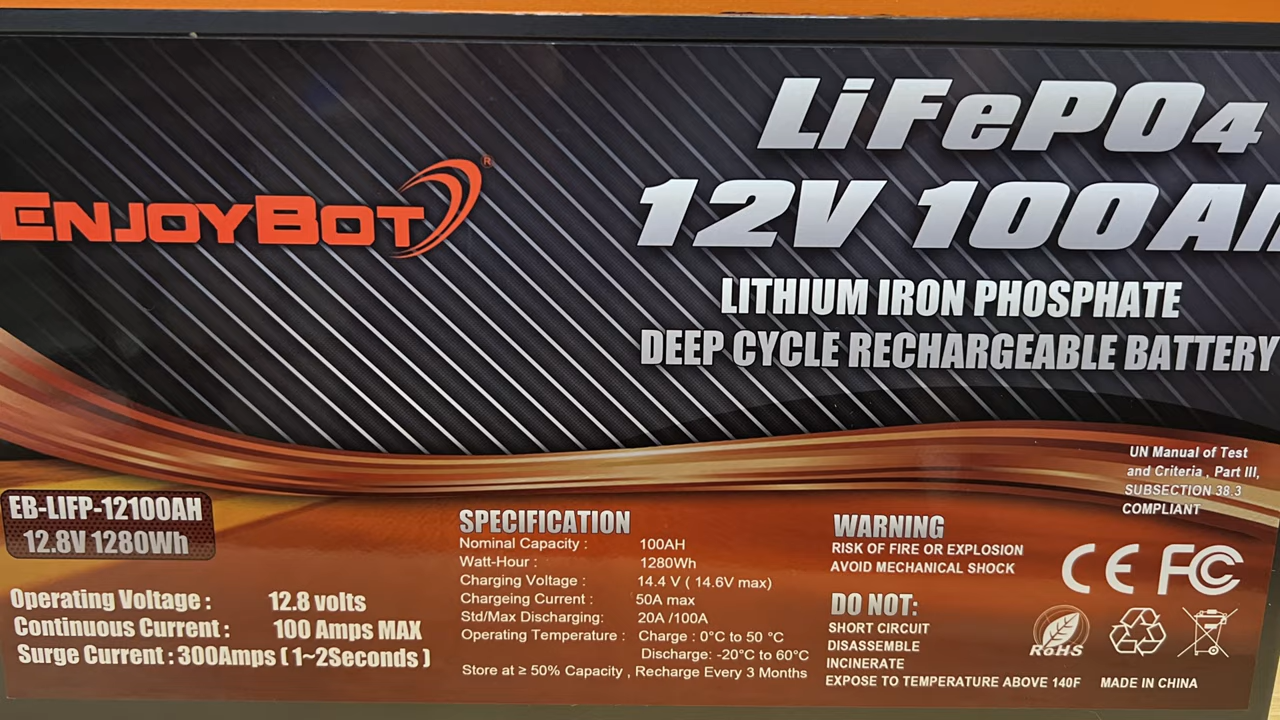 LiFePO4
ENJOYBOT®
12V 100AH
LITHIUM IRON PHOSPHATE
DEEP CYCLE RECHARGEABLE BATTERY
UN Manual of Test
and Criteria , Part III,
SUBSECTION 38.3
COMPLIANT
EB-LIFP-12100AH
12.8V 1280Wh
Operating Voltage : 12.8 volts
Continuous Current : 100 Amps MAX
Surge Current : 300Amps ( 1~2Seconds )
SPECIFICATION
Nominal Capacity : 100AH
Watt-Hour : 1280Wh
Charging Voltage : 14.4 V ( 14.6V max)
Chargeing Current : 50A max
Std/Max Discharging: 20A /100A
Operating Temperature : Charge : 0°C to 50 °C
Discharge: -20°C to 60°C
Store at ≥ 50% Capacity , Recharge Every 3 Months
WARNING
RISK OF FIRE OR EXPLOSION
AVOID MECHANICAL SHOCK
DO NOT:
SHORT CIRCUIT
DISASSEMBLE
INCINERATE
EXPOSE TO TEMPERATURE ABOVE 140F
CE FCC
RoHS
MADE IN CHINA